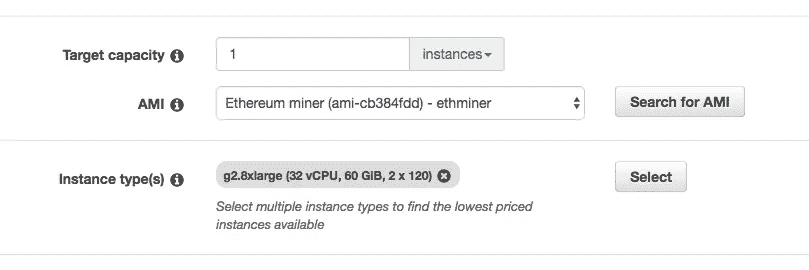 Target capacity 1 instances
AMI Ethereum miner (ami-cb384fdd) - ethminer Search for AMI
Instance type(s) g2.8xlarge (32 vCPU, 60 GiB, 2 x 120) Select
Select multiple instance types to find the lowest priced
instances available